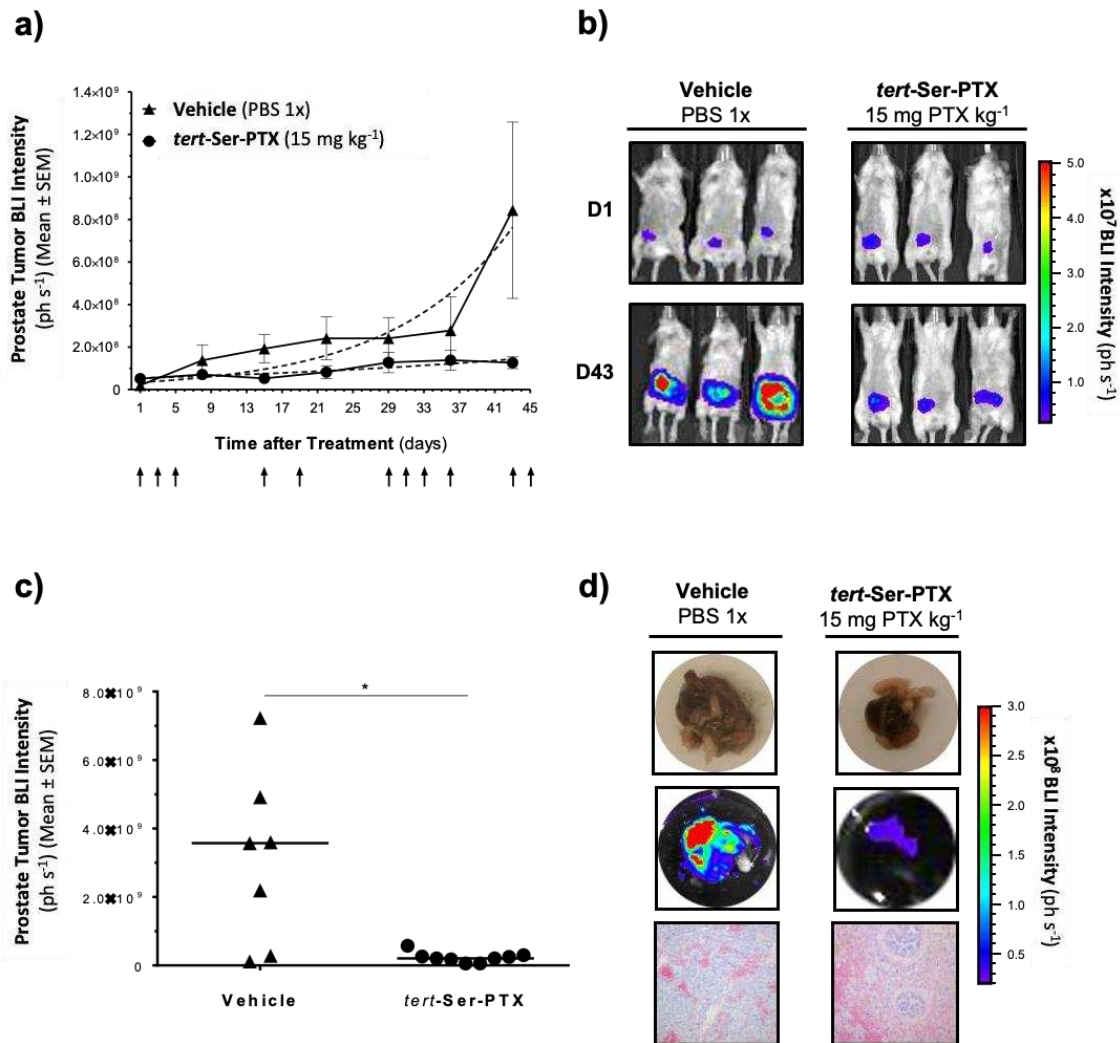 a)
Prostate Tumor BLI Intensity
(ph s⁻¹) (Mean ± SEM)
1.4×10⁹
1.2×10⁹
1.0×10⁹
8.0×10⁸
6.0×10⁸
4.0×10⁸
2.0×10⁸
0
Vehicle (PBS 1x)
tert-Ser-PTX (15 mg kg⁻¹)
1 5 9 13 17 21 25 29 33 37 41 45
Time after Treatment (days)
b)
Vehicle
PBS 1x
tert-Ser-PTX
15 mg PTX kg⁻¹
D1
D43
5.0
4.0
3.0
2.0
1.0
x10⁷ BLI Intensity (ph s⁻¹)
c)
Prostate Tumor BLI Intensity
(ph s⁻¹) (Mean ± SEM)
8.0✖10⁹
6.0✖10⁹
4.0✖10⁹
2.0✖10⁹
0
*
Vehicle
tert-Ser-PTX
d)
Vehicle
PBS 1x
tert-Ser-PTX
15 mg PTX kg⁻¹
3.0
2.5
2.0
1.5
1.0
0.5
x10⁸ BLI Intensity (ph s⁻¹)